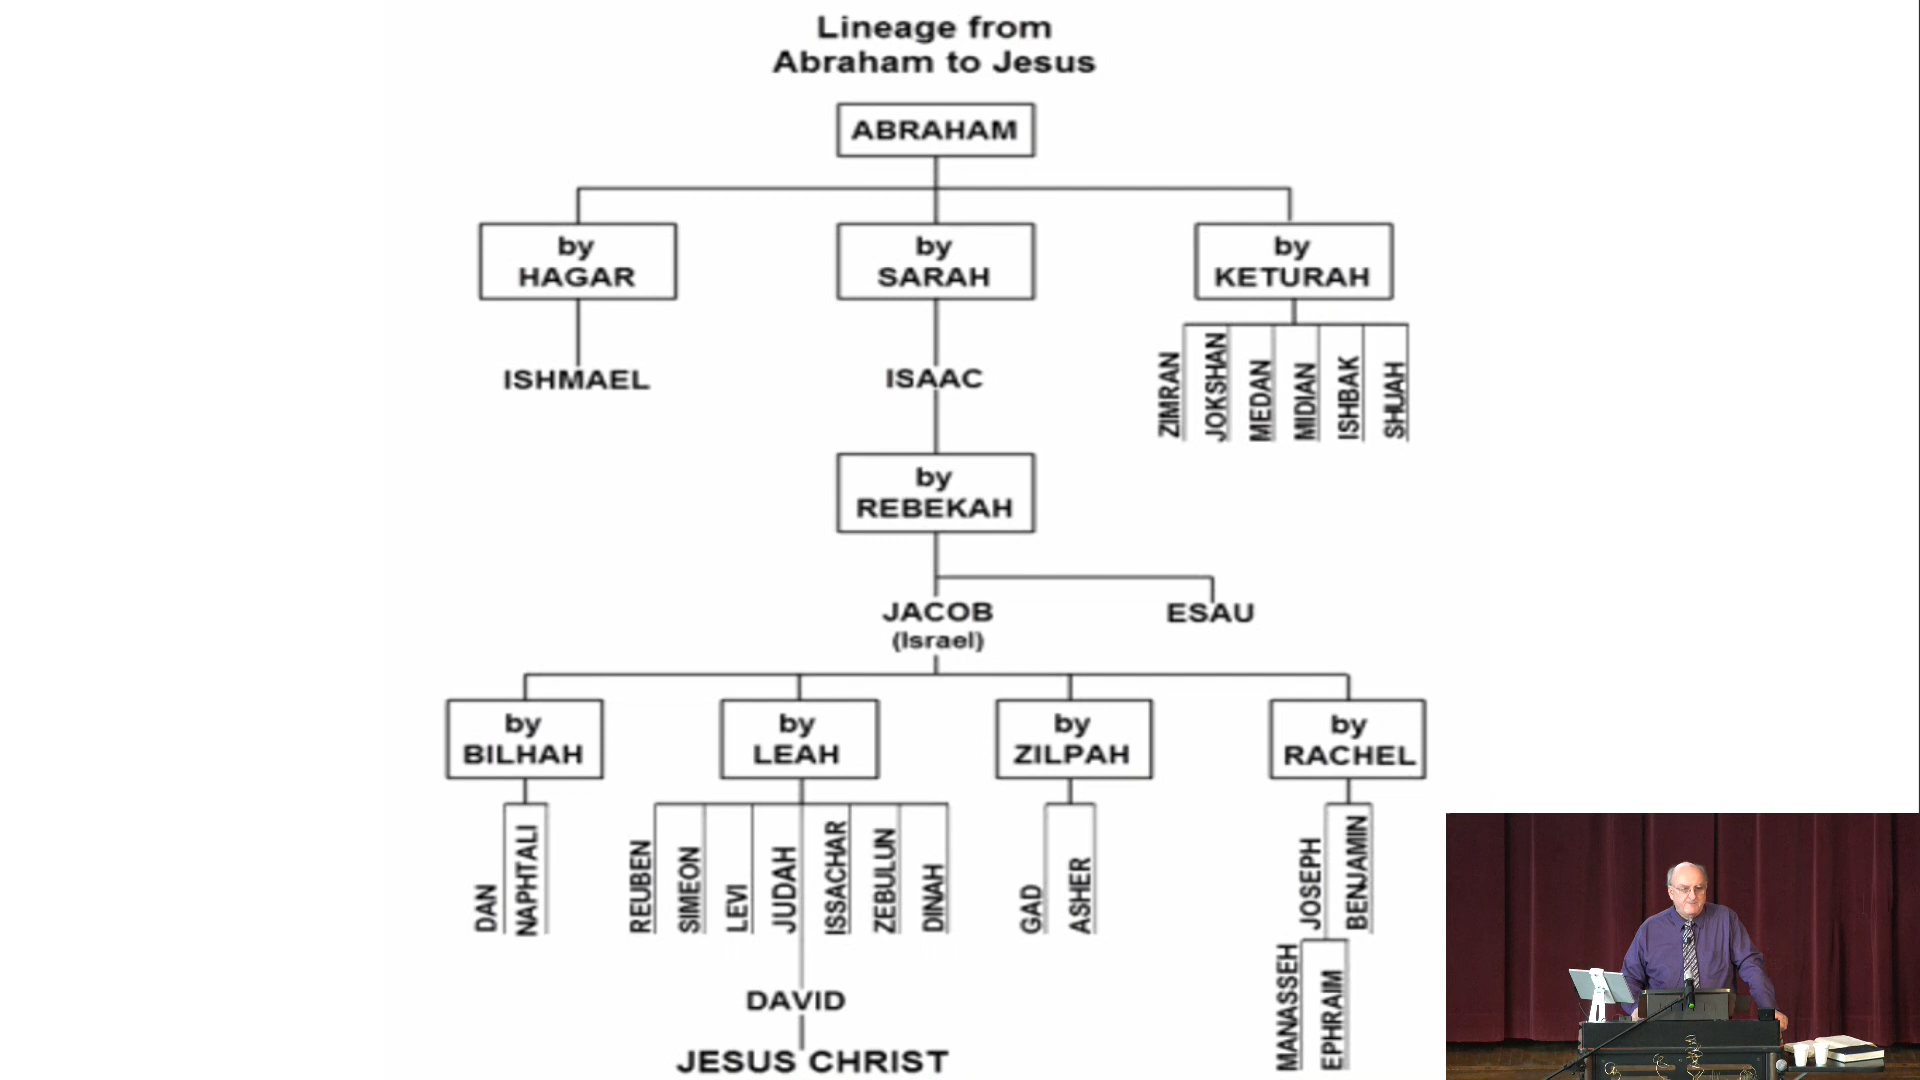 Lineage from
Abraham to Jesus
ABRAHAM
by
HAGAR
by
SARAH
by
KETURAH
ISHMAEL
ISAAC
ZIMRAN
JOKSHAN
MEDAN
MIDIAN
ISHBAK
SHUAH
by
REBEKAH
JACOB
(Israel)
ESAU
by
BILHAH
by
LEAH
by
ZILPAH
by
RACHEL
DAN
NAPHTALI
REUBEN
SIMEON
LEVI
JUDAH
ISSACHAR
ZEBULUN
DINAH
GAD
ASHER
JOSEPH
BENJAMIN
MANASSEH
EPHRAIM
DAVID
JESUS CHRIST